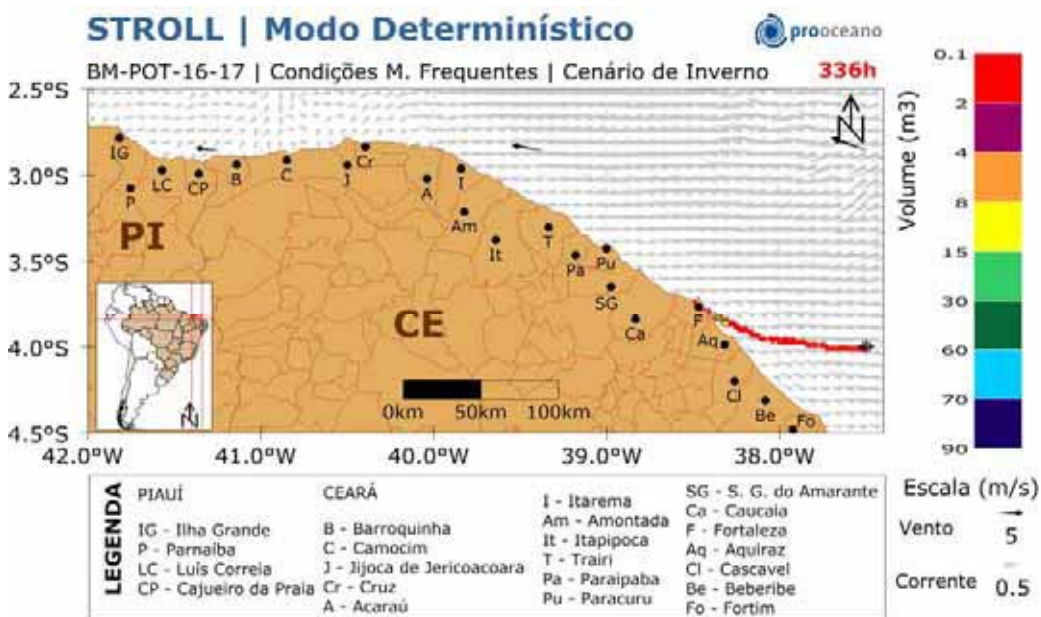 STROLL | Modo Determinístico
prooceano
BM-POT-16-17 | Condições M. Frequentes | Cenário de Inverno 336h
2.5°S
3.0°S
3.5°S
4.0°S
4.5°S
42.0°W 41.0°W 40.0°W 39.0°W 38.0°W
IG
P
LC
CP
B
C
J
Cr
A
I
Am
It
T
Pa
Pu
SG
Ca
F
Aq
Cl
Be
Fo
PI
CE
N
N
0km 50km 100km
Volume (m3)
0.1
2
4
8
15
30
60
70
90
Escala (m/s)
Vento 5
Corrente 0.5
LEGENDA
PIAUÍ
IG - Ilha Grande
P - Parnaíba
LC - Luís Correia
CP - Cajueiro da Praia
CEARÁ
B - Barroquinha
C - Camocim
J - Jijoca de Jericoacoara
Cr - Cruz
A - Acaraú
I - Itarema
Am - Amontada
It - Itapipoca
T - Trairi
Pa - Paraipaba
Pu - Paracuru
SG - S. G. do Amarante
Ca - Caucaia
F - Fortaleza
Aq - Aquiraz
Cl - Cascavel
Be - Beberibe
Fo - Fortim